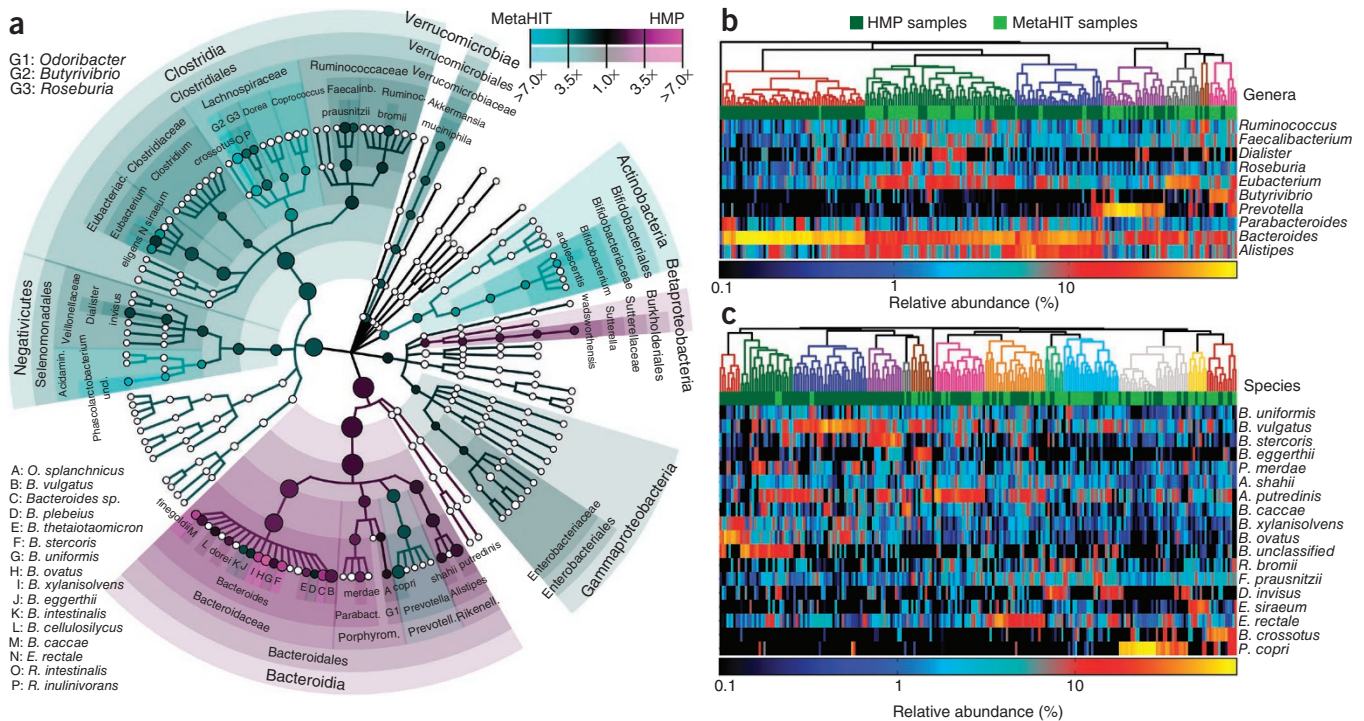 a
G1: Odoribacter
G2: Butyrivibrio
G3: Roseburia
MetaHIT
HMP
>7.0×
3.5×
1.0×
3.5×
>7.0×
Verrucomicrobiae
Verrucomicrobiales
Verrucomicrobiaceae
Akkermansia
muciniphila
Clostridia
Clostridiales
Lachnospiraceae
G2 G3 Dorea Coprococcus
crossotus O P
Ruminococcaceae
Faecalinb. Ruminoc.
prausnitzii bromii
Eubacteriac. Clostridiaceae
Eubacterium Clostridium
eligens N siraeum
Negativicutes
Selenomonadales
Acidamin. Veillonellaceae
Phascolarctobacterium Dialister
uncl. invisus
Actinobacteria
Bifidobacteriales
Bifidobacteriaceae
Bifidobacterium
adolescentis
Betaproteobacteria
Burkholderiales
Sutterellaceae
Sutterella
wadsworthensis
Gammaproteobacteria
Enterobacteriales
Enterobacteriaceae
finegoldii M L dorei K J I H G F E D C B merdae A copri shahii putredinis
Bacteroides Parabact. G1 Prevotella Alistipes
Bacteroidaceae Porphyrom. Prevotell. Rikenell.
Bacteroidales
Bacteroidia
A: O. splanchnicus
B: B. vulgatus
C: Bacteroides sp.
D: B. plebeius
E: B. thetaiotaomicron
F: B. stercoris
G: B. uniformis
H: B. ovatus
I: B. xylanisolvens
J: B. eggerthii
K: B. intestinalis
L: B. cellulosilycus
M: B. caccae
N: E. rectale
O: R. intestinalis
P: R. inulinivorans
b
HMP samples
MetaHIT samples
Genera
Ruminococcus
Faecalibacterium
Dialister
Roseburia
Eubacterium
Butyrivibrio
Prevotella
Parabacteroides
Bacteroides
Alistipes
0.1 1 10
Relative abundance (%)
c
Species
B. uniformis
B. vulgatus
B. stercoris
B. eggerthii
P. merdae
A. shahii
A. putredinis
B. caccae
B. xylanisolvens
B. ovatus
B. unclassified
R. bromii
F. prausnitzii
D. invisus
E. siraeum
E. rectale
B. crossotus
P. copri
0.1 1 10
Relative abundance (%)